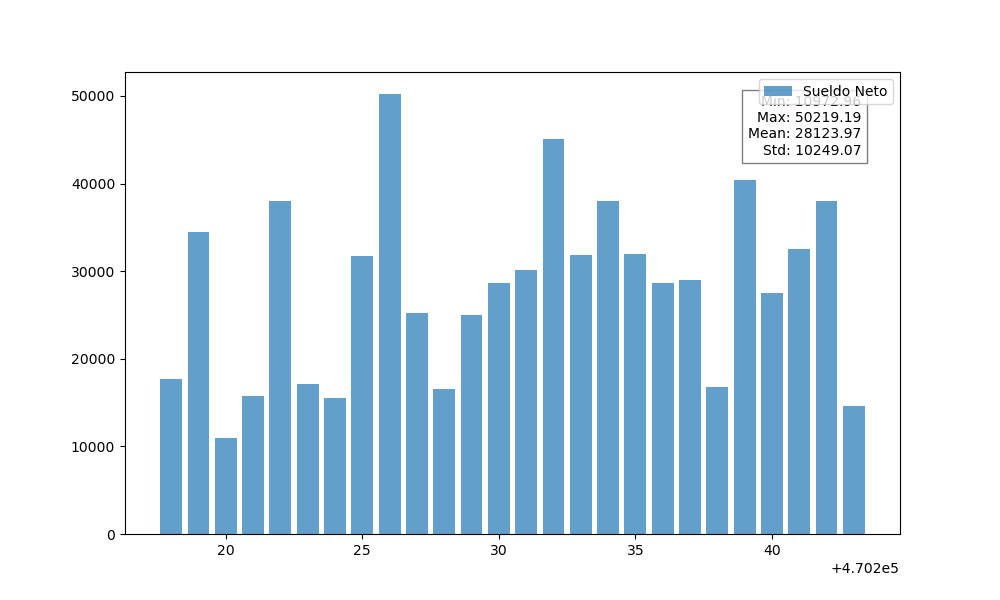 Sueldo Neto
Min: 10972.96
Max: 50219.19
Mean: 28123.97
Std: 10249.07
50000
40000
30000
20000
10000
0
20 25 30 35 40
+4.702e5